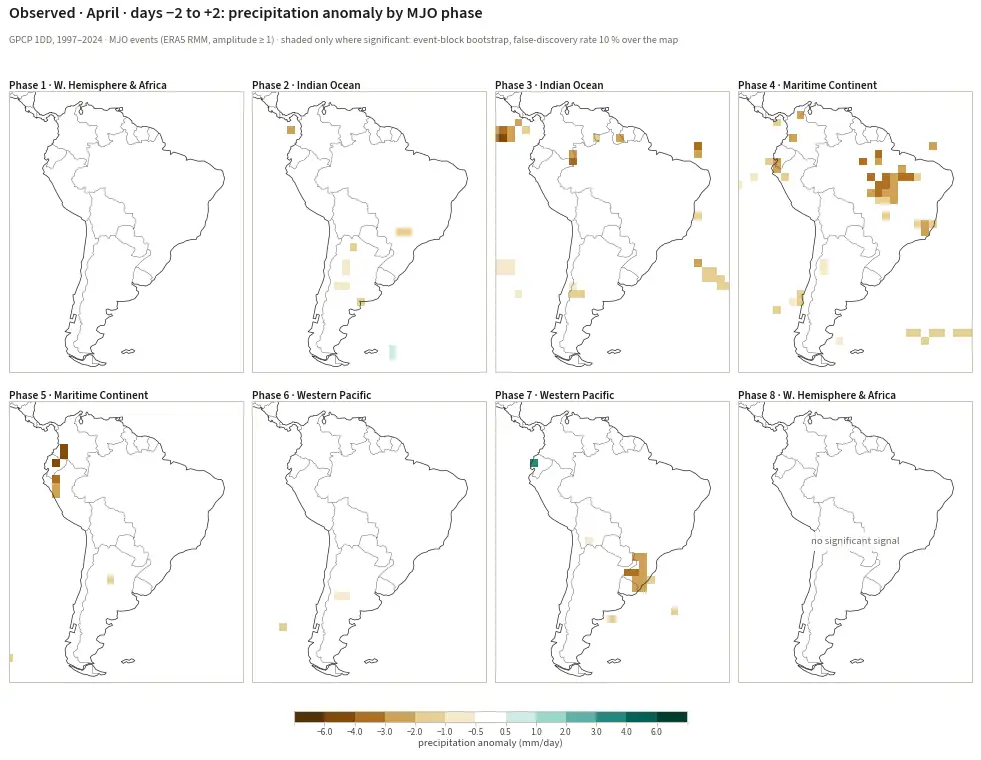 Observed · April · days −2 to +2: precipitation anomaly by MJO phase
GPCP 1DD, 1997–2024 · MJO events (ERA5 RMM, amplitude ≥ 1) · shaded only where significant: event-block bootstrap, false-discovery rate 10 % over the map
Phase 1 · W. Hemisphere & Africa
Phase 2 · Indian Ocean
Phase 3 · Indian Ocean
Phase 4 · Maritime Continent
Phase 5 · Maritime Continent
Phase 6 · Western Pacific
Phase 7 · Western Pacific
Phase 8 · W. Hemisphere & Africa
no significant signal
−6.0 −4.0 −3.0 −2.0 −1.0 −0.5 0.5 1.0 2.0 3.0 4.0 6.0
precipitation anomaly (mm/day)